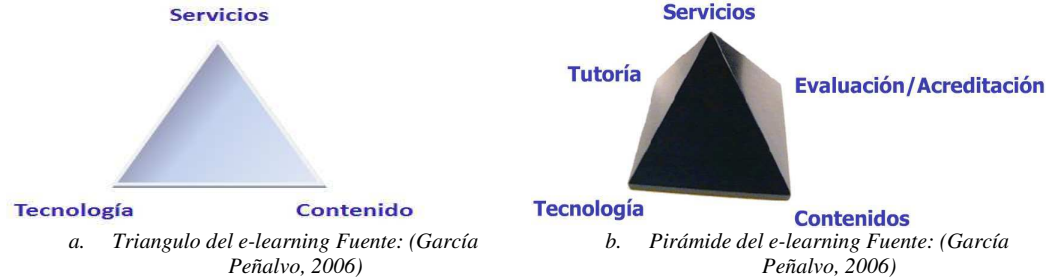 Servicios
Tecnología
Contenido
a. Triangulo del e-learning Fuente: (García
Peñalvo, 2006)
Servicios
Tutoría
Evaluación/Acreditación
Tecnología
Contenidos
b. Pirámide del e-learning Fuente: (García
Peñalvo, 2006)